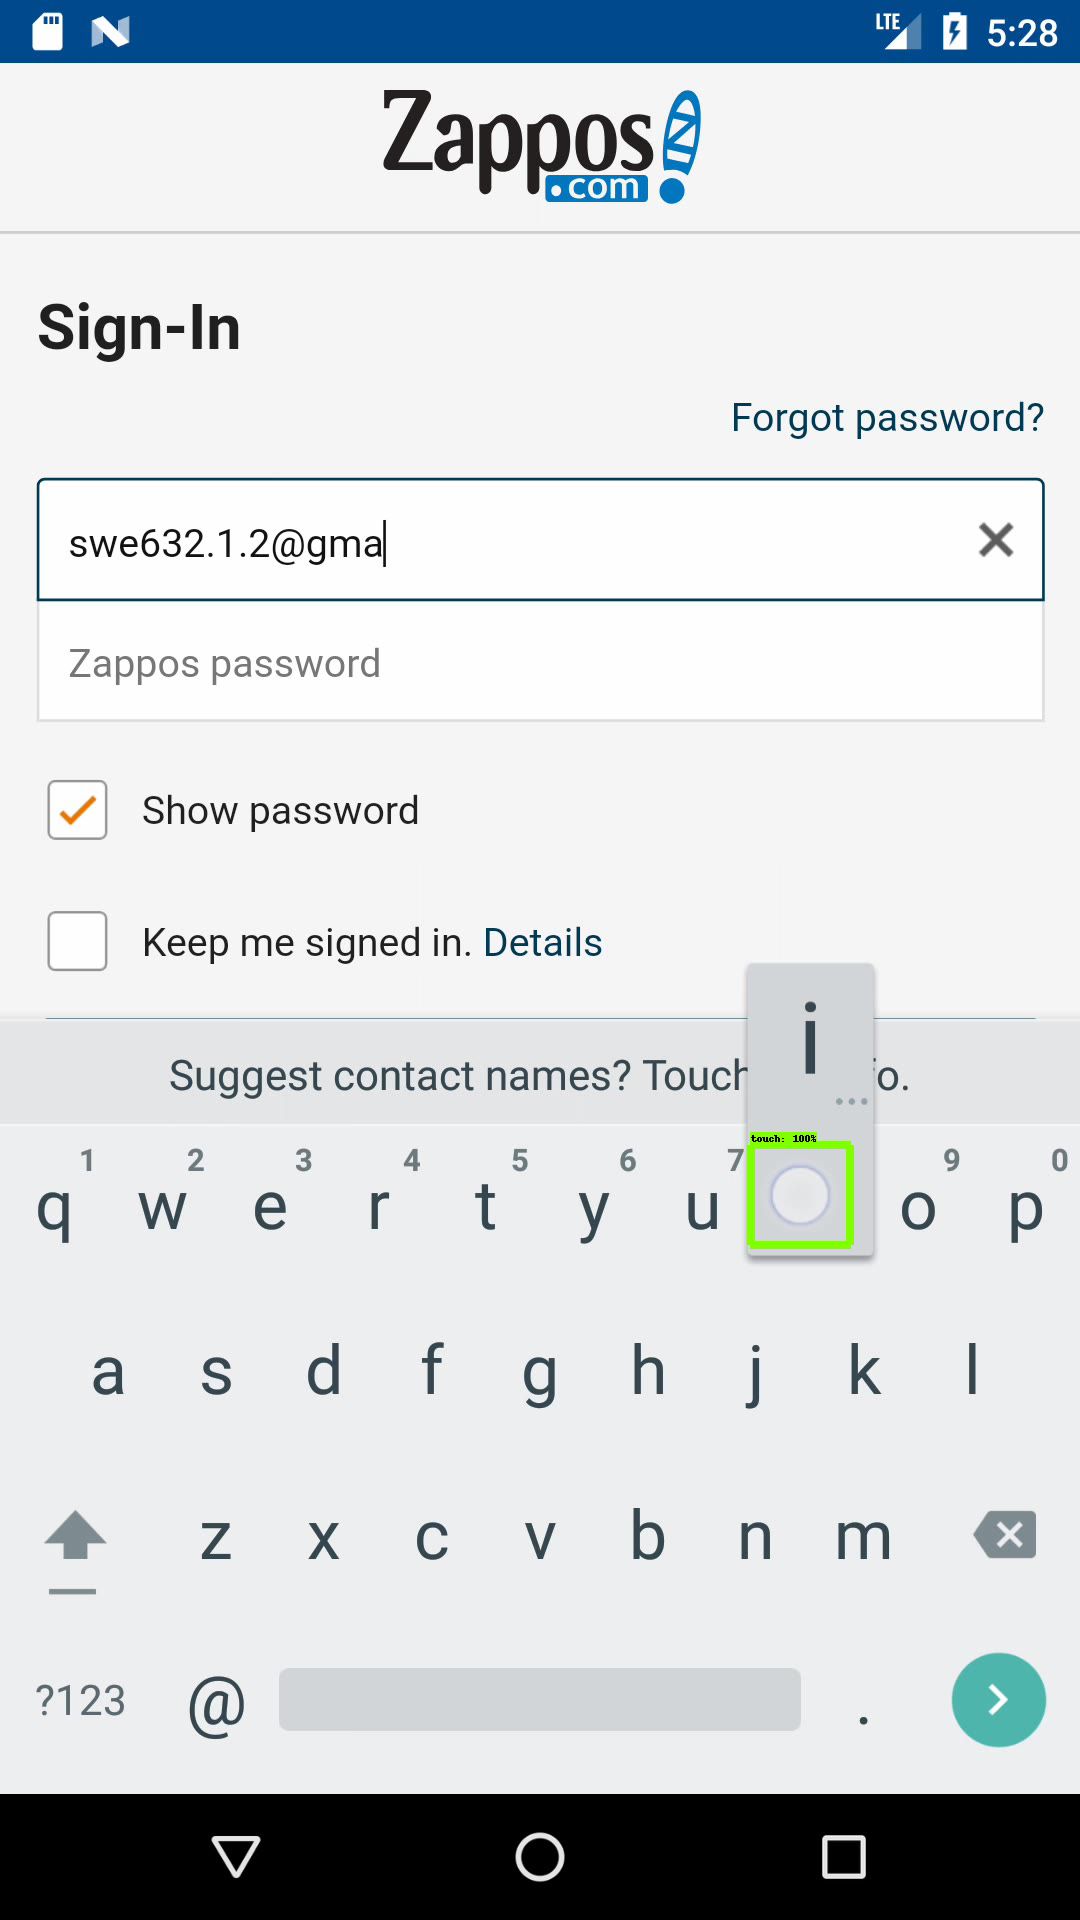 LTE 5:28
Zappos
.com
Sign-In
Forgot password?
swe632.1.2@gma
Zappos password
Show password
Keep me signed in. Details
i
Suggest contact names? Touch fo.
touch: 100%
1 2 3 4 5 6 7 9 0
q w e r t y u o p
a s d f g h j k l
z x c v b n m
?123 @ .